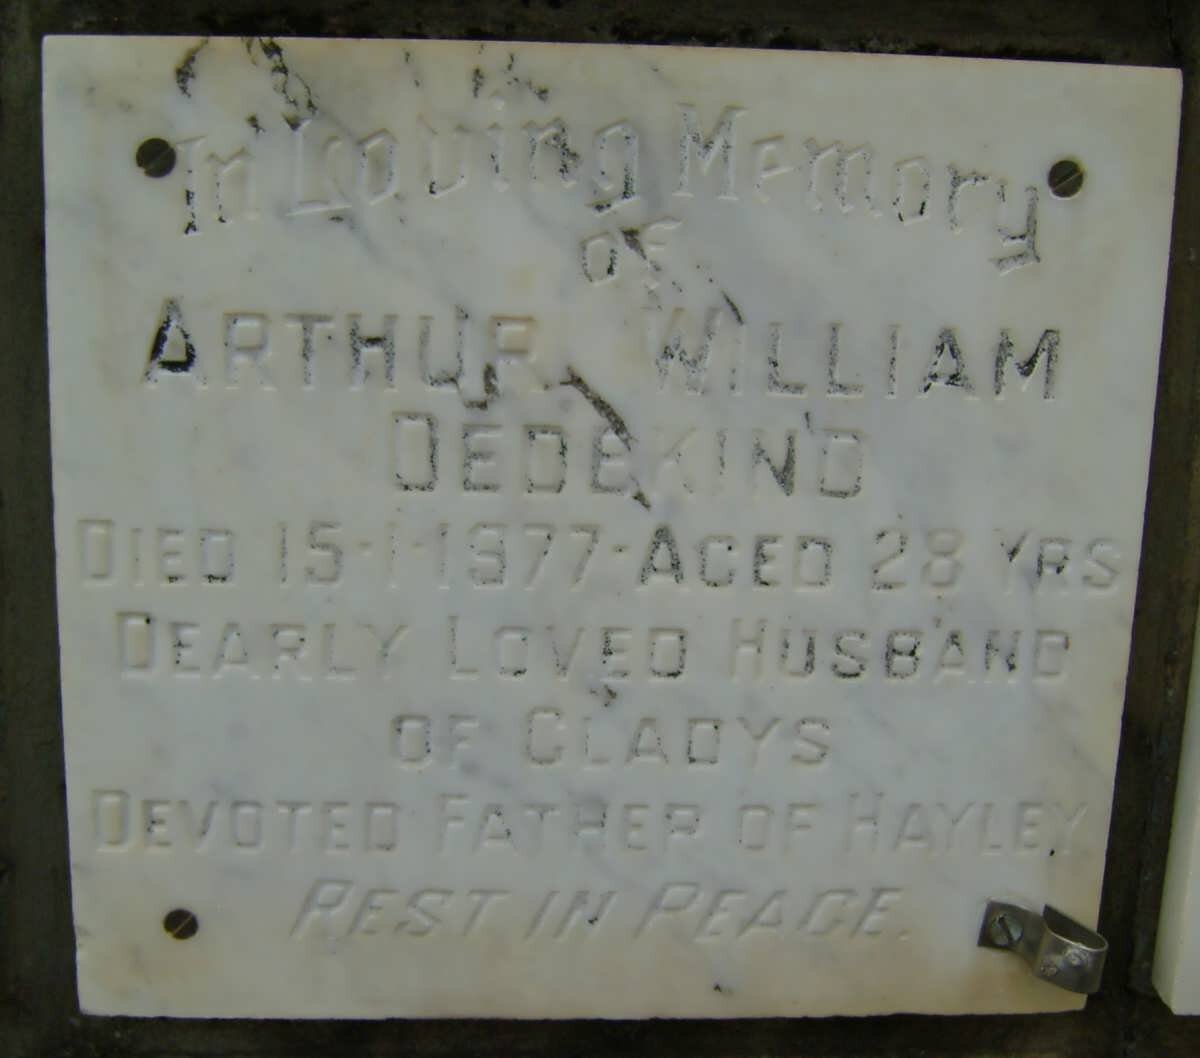 In Loving Memory
of
ARTHUR WILLIAM
DEDEKIND
DIED 15-1-1977-AGED 28 YRS
DEARLY LOVED HUSBAND
OF GLADYS
DEVOTED FATHER OF HAYLEY
REST IN PEACE.